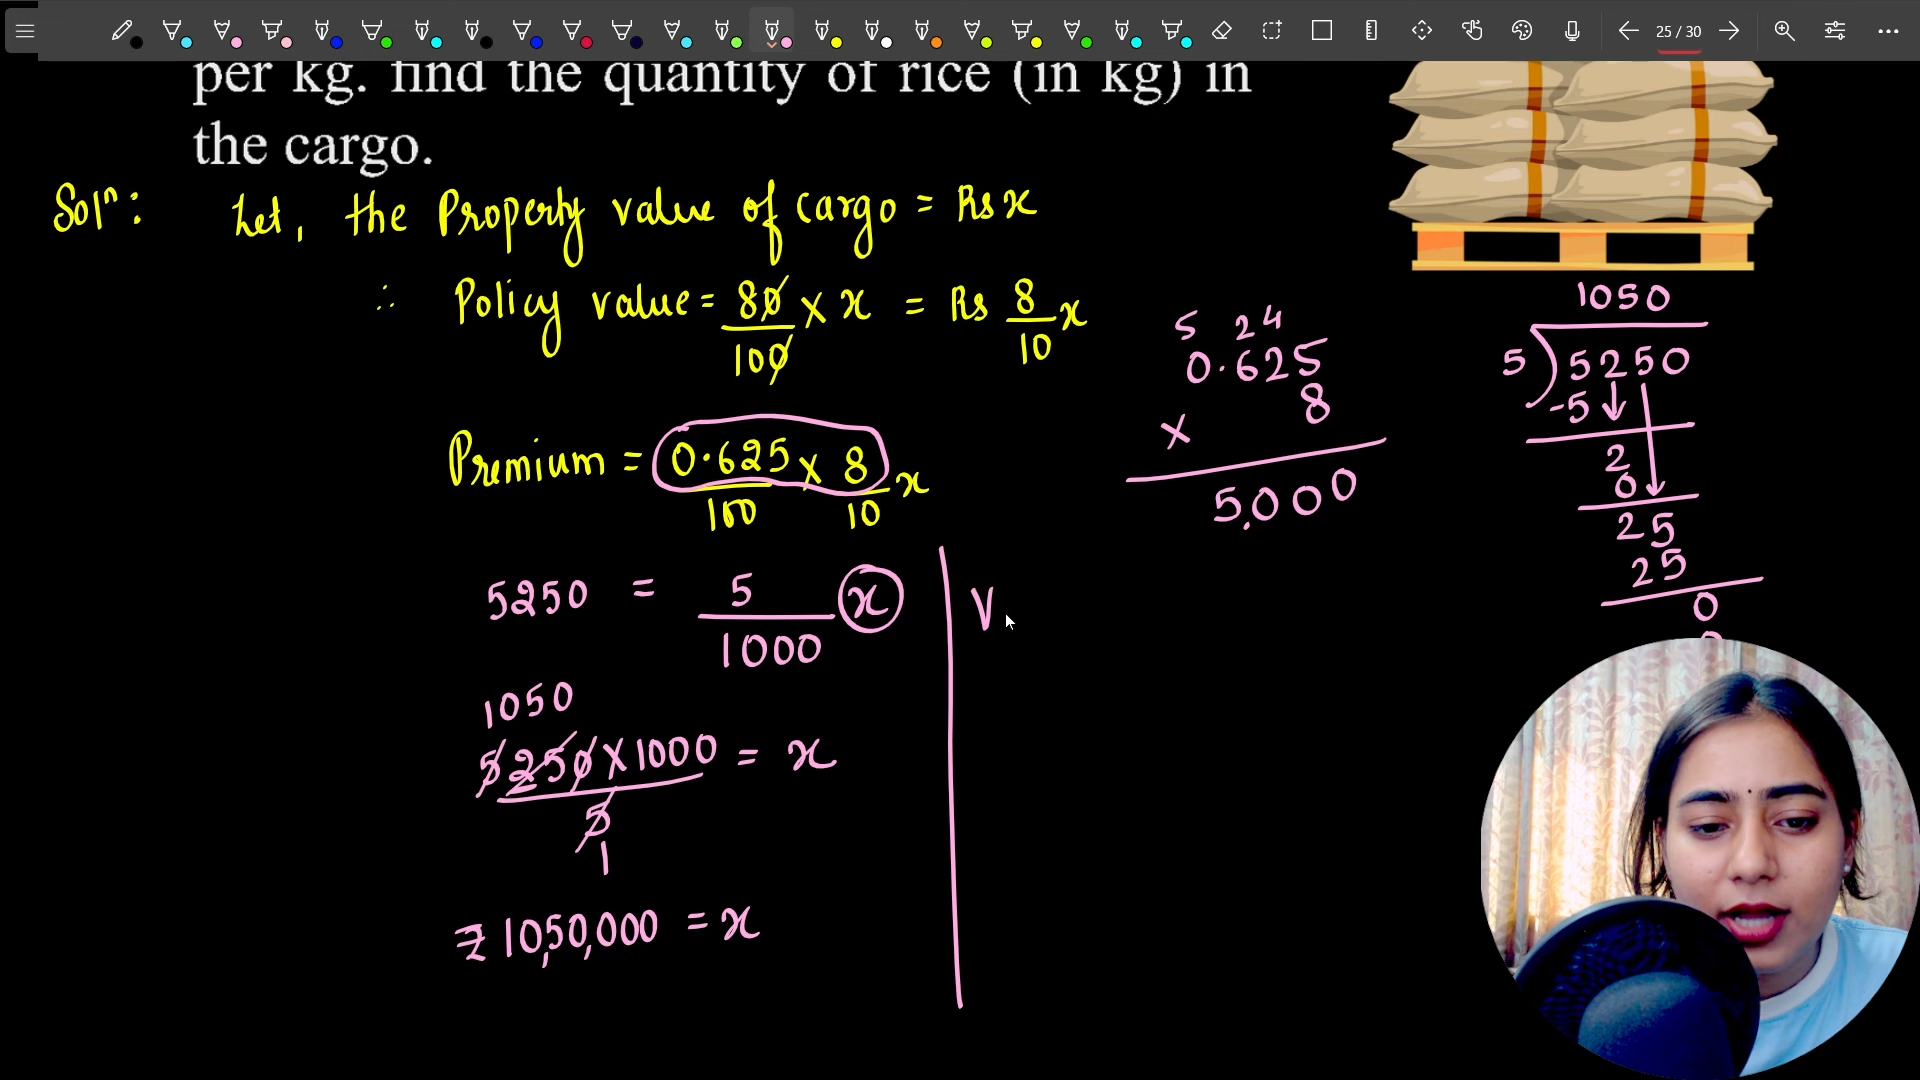 25 / 30
per kg. find the quantity of rice (in kg) in
the cargo.
Solⁿ: Let, the Property value of cargo = Rs x
∴ Policy value = 80/100 × x = Rs 8/10 x
Premium = 0.625/100 × 8/10 x
5250 = 5/1000 x
1050
5250 × 1000 / 5 = x
1
₹ 10,50,000 = x
V
5 24
0.625
× 8
5.000
1050
5 ) 5250
-5
2
0
25
25
0